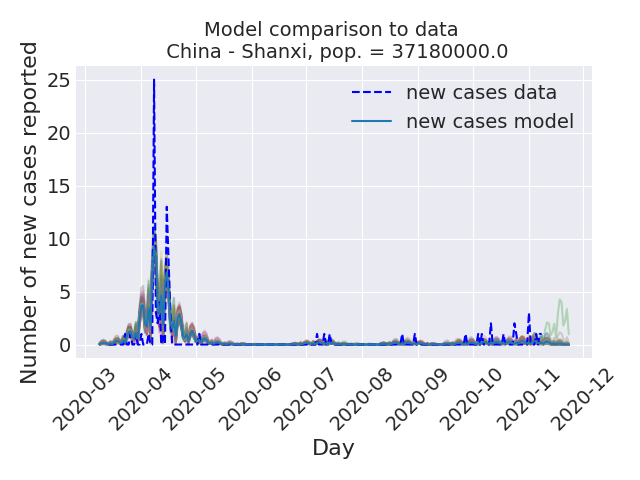 Model comparison to data
China - Shanxi, pop. = 37180000.0
Number of new cases reported
25
20
15
10
5
0
new cases data
new cases model
2020-03
2020-04
2020-05
2020-06
2020-07
2020-08
2020-09
2020-10
2020-11
2020-12
Day